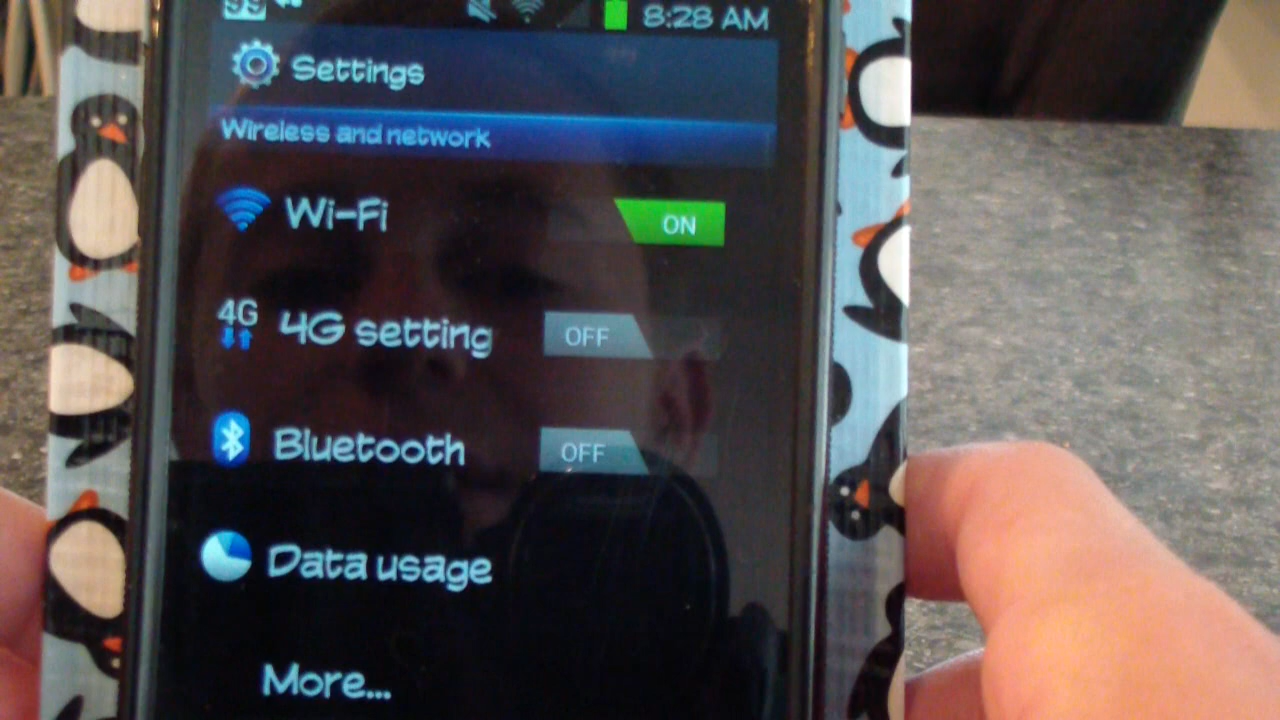 99 8:28 AM
Settings
Wireless and network
Wi-Fi ON
4G 4G setting OFF
Bluetooth OFF
Data usage
More...